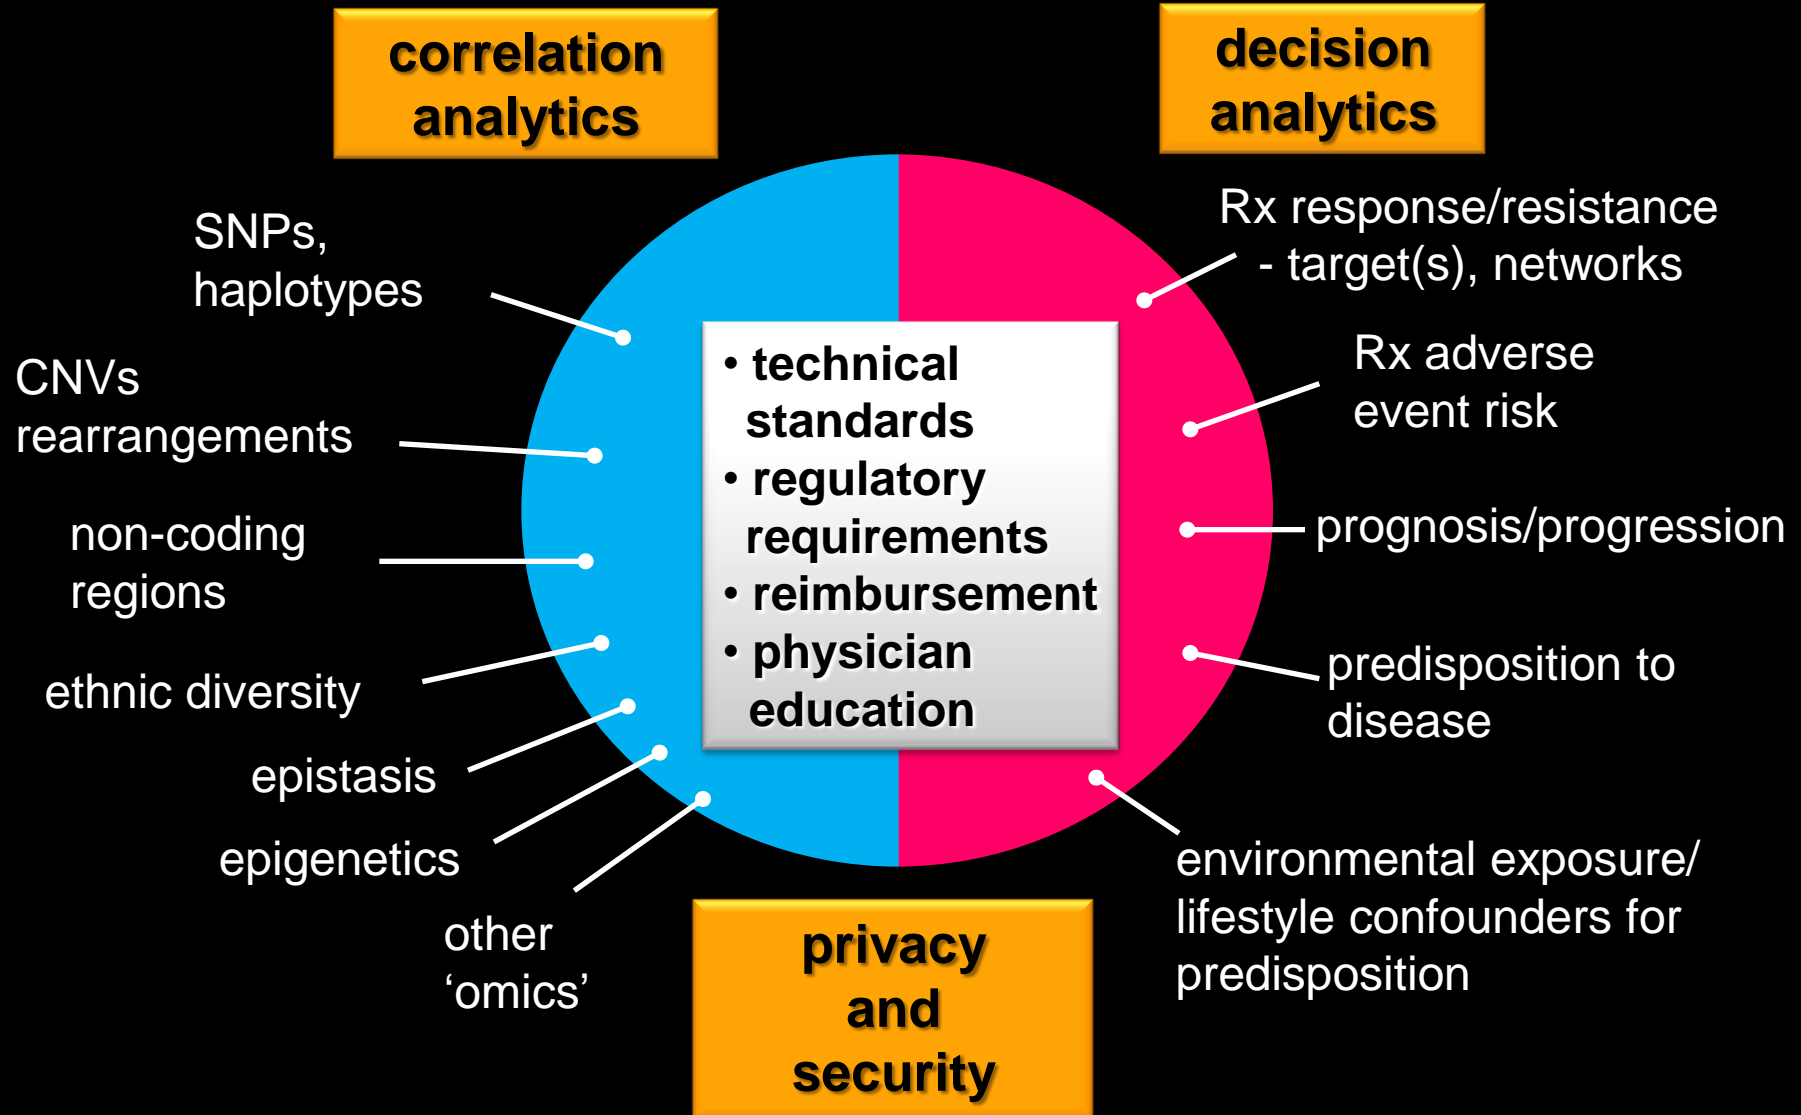 correlation
analytics
decision
analytics
SNPs,
haplotypes
CNVs
rearrangements
non-coding
regions
ethnic diversity
epistasis
epigenetics
other
‘omics’
• technical
standards
• regulatory
requirements
• reimbursement
• physician
education
Rx response/resistance
- target(s), networks
Rx adverse
event risk
prognosis/progression
predisposition to
disease
environmental exposure/
lifestyle confounders for
predisposition
privacy
and
security